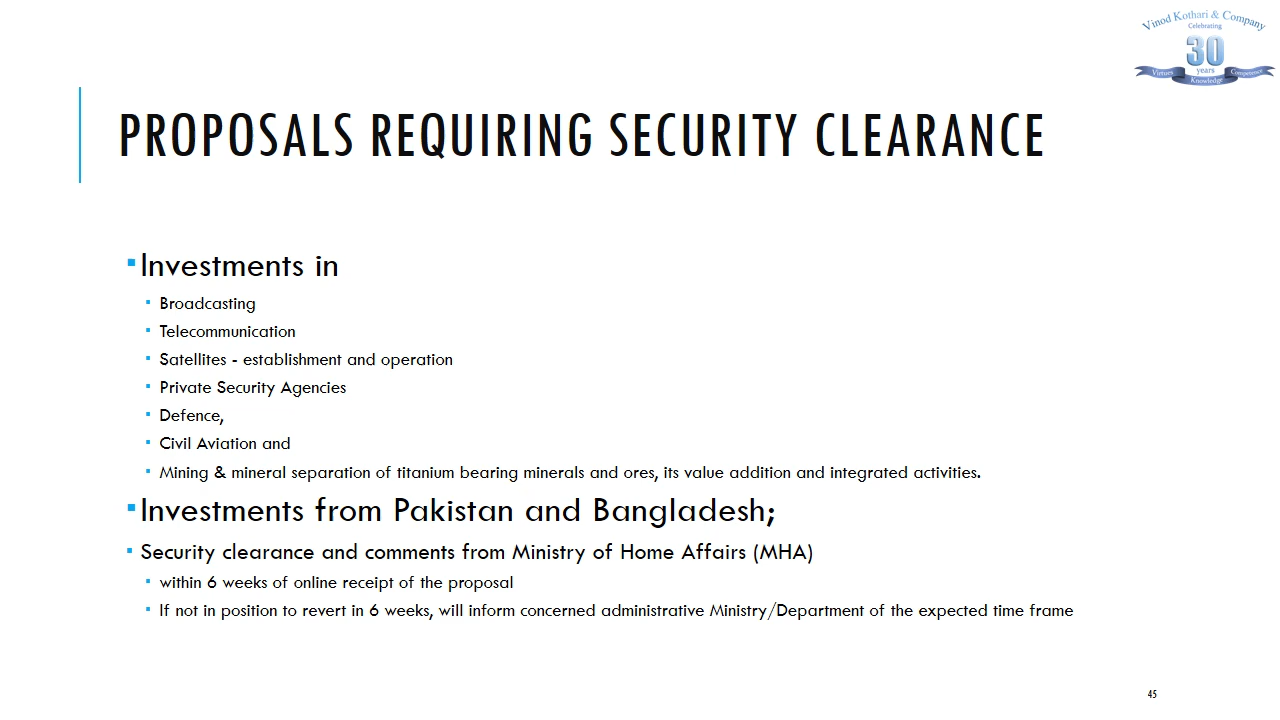 Vinod Kothari & Company
Celebrating
30
years
Virtues
Knowledge
Competence
PROPOSALS REQUIRING SECURITY CLEARANCE
Investments in
Broadcasting
Telecommunication
Satellites - establishment and operation
Private Security Agencies
Defence,
Civil Aviation and
Mining & mineral separation of titanium bearing minerals and ores, its value addition and integrated activities.
Investments from Pakistan and Bangladesh;
Security clearance and comments from Ministry of Home Affairs (MHA)
within 6 weeks of online receipt of the proposal
If not in position to revert in 6 weeks, will inform concerned administrative Ministry/Department of the expected time frame
45